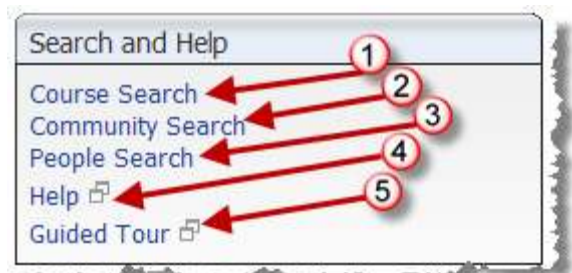 Search and Help
1
Course Search
2
Community Search
3
People Search
4
Help
5
Guided Tour